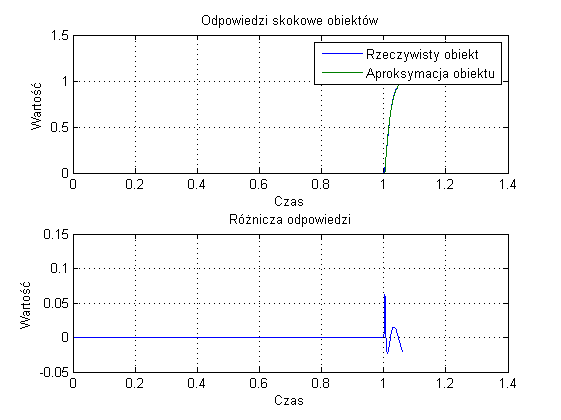 Odpowiedzi skokowe obiektów
1.5
1
0.5
0
Wartość
Rzeczywisty obiekt
Aproksymacja obiektu
0 0.2 0.4 0.6 0.8 1 1.2 1.4
Czas
Różnicza odpowiedzi
0.15
0.1
0.05
0
-0.05
Wartość
0 0.2 0.4 0.6 0.8 1 1.2 1.4
Czas